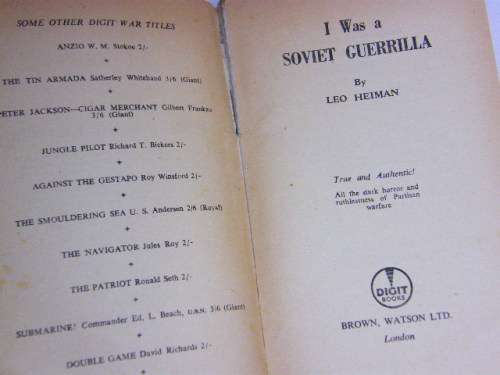 SOME OTHER DIGIT WAR TITLES
ANZIO W. M. Stokoe 2/-
THE TIN ARMADA Satherley Whitehand 3/6 (Giant)
PETER JACKSON—CIGAR MERCHANT Gilbert Frankau
3/6 (Giant)
JUNGLE PILOT Richard T. Bickers 2/-
AGAINST THE GESTAPO Roy Winsford 2/-
THE SMOULDERING SEA U. S. Andersen 2/6 (Royal)
THE NAVIGATOR Jules Roy 2/-
THE PATRIOT Ronald Seth 2/-
SUBMARINE! Commander Ed. L. Beach, U.S.N. 3/6 (Giant)
DOUBLE GAME David Richards 2/-
I Was a
SOVIET GUERRILLA
By
LEO HEIMAN
True and Authentic!
All the dark horror and
ruthlessness of Partisan
warfare
DIGIT
BOOKS
BROWN, WATSON LTD.
London